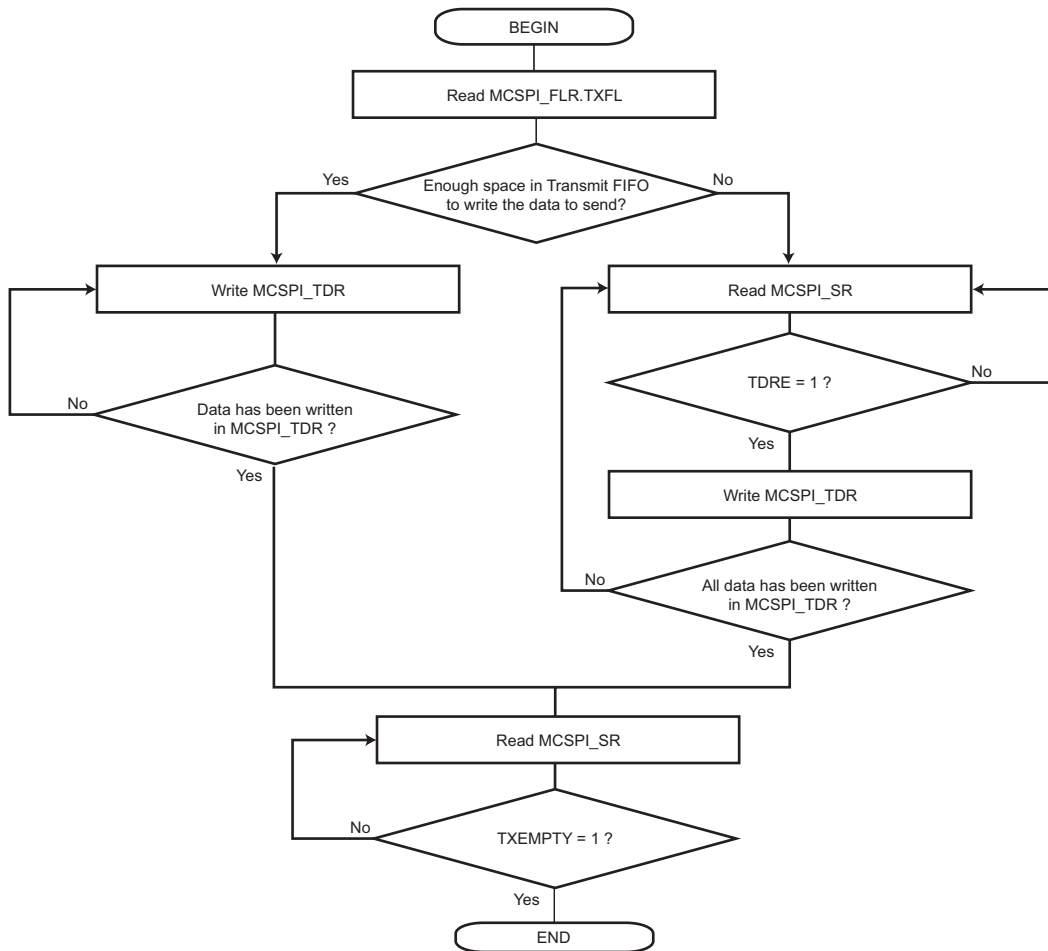 BEGIN
Read MCSPI_FLR.TXFL
Yes
Enough space in Transmit FIFO
to write the data to send?
No
Write MCSPI_TDR
Read MCSPI_SR
No
Data has been written
in MCSPI_TDR ?
Yes
TDRE = 1 ?
No
Yes
Write MCSPI_TDR
No
All data has been written
in MCSPI_TDR ?
Yes
Read MCSPI_SR
No
TXEMPTY = 1 ?
Yes
END